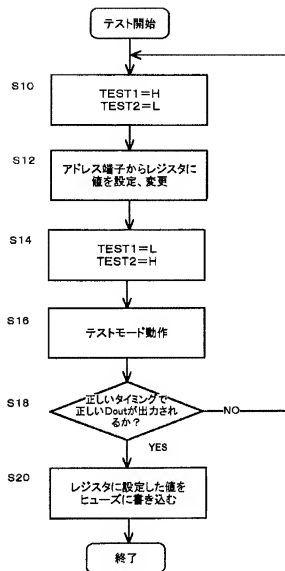 テスト開始
S10
TEST1=H
TEST2=L
S12
アドレス端子からレジスタに
値を設定、変更
S14
TEST1=L
TEST2=H
S16
テストモード動作
S18
正しいタイミングで
正しいDoutが出力され
るか？
NO
YES
S20
レジスタに設定した値を
ヒューズに書き込む
終了